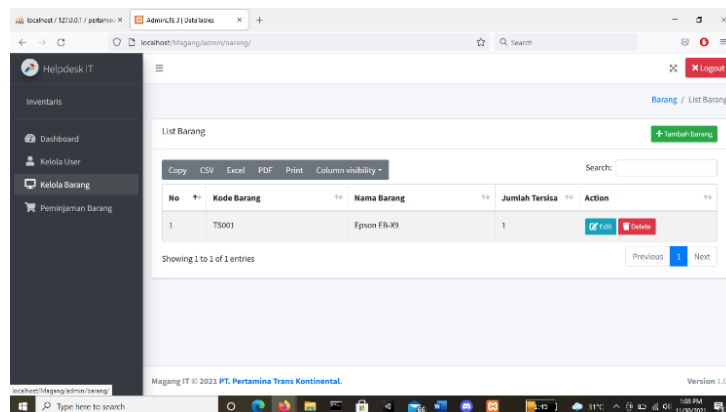 localhost / 127.0.0.1 / pertamin
AdminLTE 3 | DataTables
localhost/Magang/admin/barang/
Search
Helpdesk IT
Logout
Inventaris
Barang / List Barang
Dashboard
Kelola User
Kelola Barang
Peminjaman Barang
List Barang
Tambah barang
Copy CSV Excel PDF Print Column visibility
Search:
No Kode Barang Nama Barang Jumlah Tersisa Action
1 TS001 Epson EB-X9 1 Edit Delete
Showing 1 to 1 of 1 entries
Previous 1 Next
Magang IT © 2021 PT. Pertamina Trans Kontinental.
Version 1.0
localhost/Magang/admin/barang/
Type here to search
31°C
1:08 PM